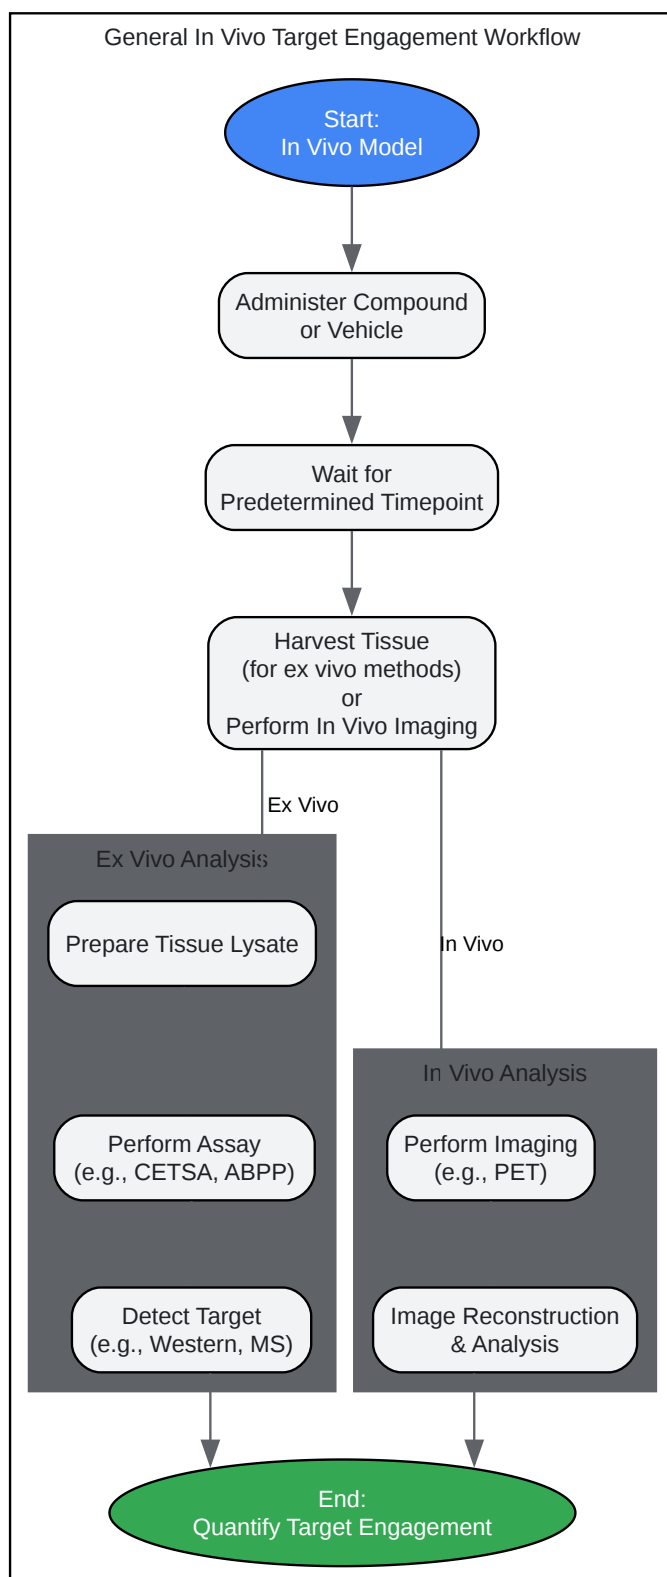 General In Vivo Target Engagement Workflow
Start:
In Vivo Model
Administer Compound
or Vehicle
Wait for
Predetermined Timepoint
Harvest Tissue
(for ex vivo methods)
or
Perform In Vivo Imaging
Ex Vivo
Ex Vivo Analysis
Prepare Tissue Lysate
In Vivo
In Vivo Analysis
Perform Assay
(e.g., CETSA, ABPP)
Perform Imaging
(e.g., PET)
Detect Target
(e.g., Western, MS)
Image Reconstruction
& Analysis
End:
Quantify Target Engagement